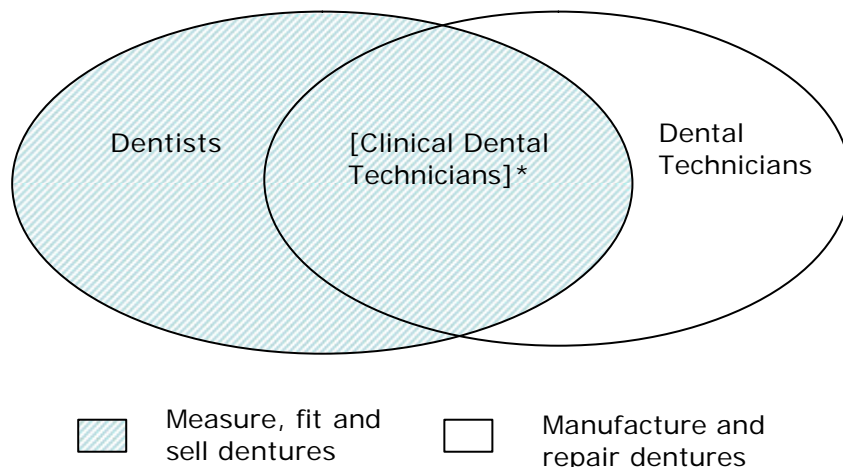 Dentists
[Clinical Dental
Technicians]*
Dental
Technicians
Measure, fit and
sell dentures
Manufacture and
repair dentures